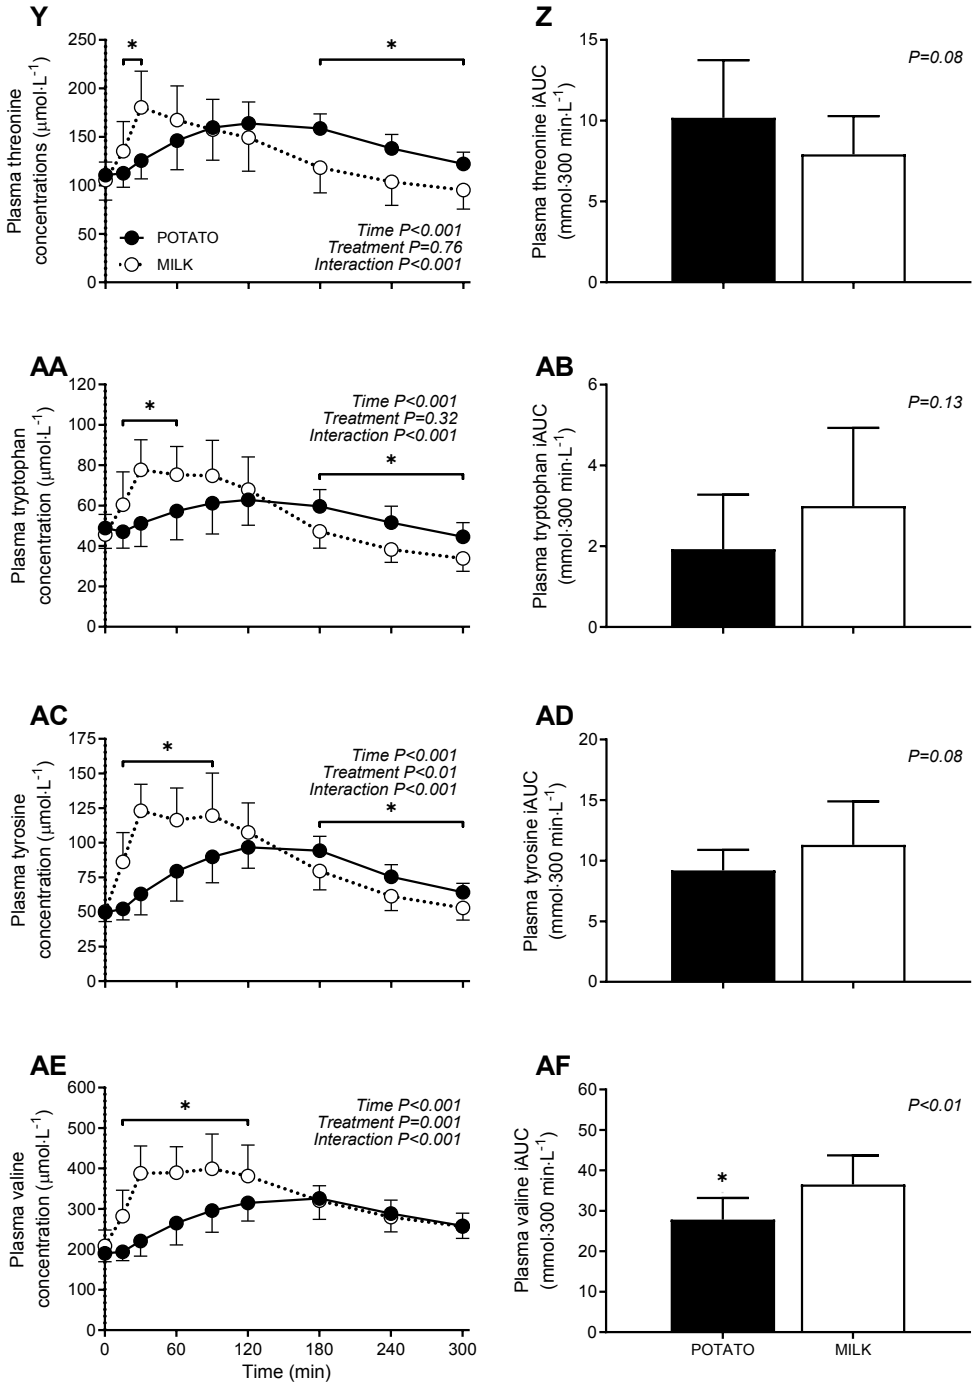 Y
Plasma threonine
concentrations (μmol·L⁻¹)
250
200
150
100
50
0
*
*
POTATO
MILK
Time P<0.001
Treatment P=0.76
Interaction P<0.001
Z
Plasma threonine iAUC
(mmol·300 min·L⁻¹)
15
10
5
0
P=0.08
AA
Plasma tryptophan
concentration (μmol·L⁻¹)
120
100
80
60
40
20
0
*
*
Time P<0.001
Treatment P=0.32
Interaction P<0.001
AB
Plasma tryptophan iAUC
(mmol·300 min·L⁻¹)
6
4
2
0
P=0.13
AC
Plasma tyrosine
concentration (μmol·L⁻¹)
175
150
125
100
75
50
25
0
*
*
Time P<0.001
Treatment P<0.01
Interaction P<0.001
AD
Plasma tyrosine iAUC
(mmol·300 min·L⁻¹)
20
15
10
5
0
P=0.08
AE
Plasma valine
concentration (μmol·L⁻¹)
600
500
400
300
200
100
0
*
Time P<0.001
Treatment P=0.001
Interaction P<0.001
0 60 120 180 240 300
Time (min)
AF
Plasma valine iAUC
(mmol·300 min·L⁻¹)
60
50
40
30
20
10
0
*
P<0.01
POTATO MILK